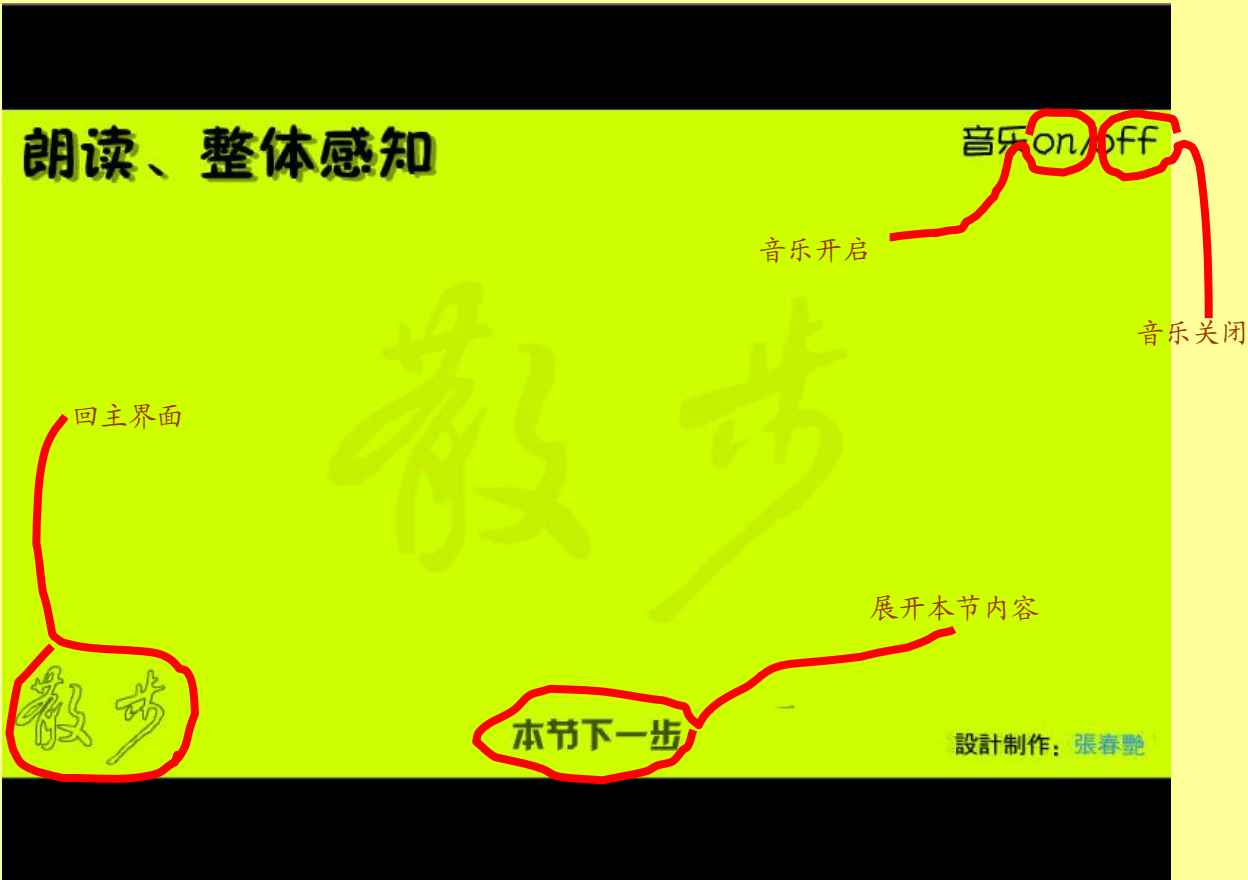 朗读、整体感知
音乐on/off
音乐开启
音乐关闭
散步
回主界面
展开本节内容
散步
本节下一步
設計制作：張春艷